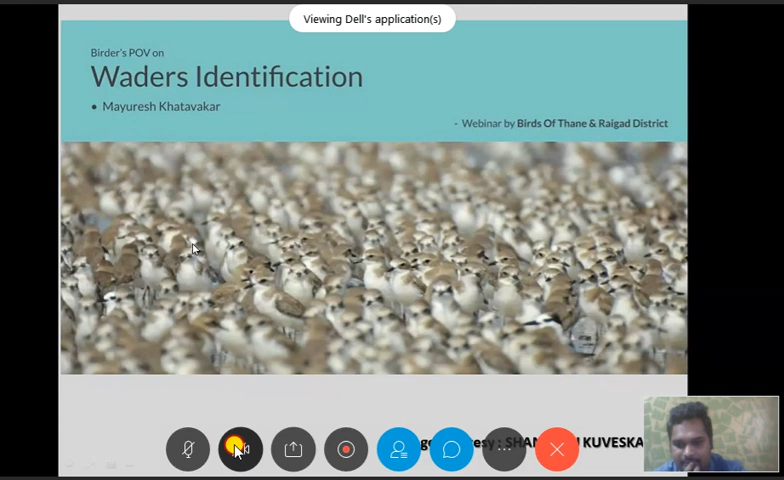 Viewing Dell's application(s)
Birder's POV on
Waders Identification
• Mayuresh Khatavakar
- Webinar by Birds Of Thane & Raigad District
KUVESKA